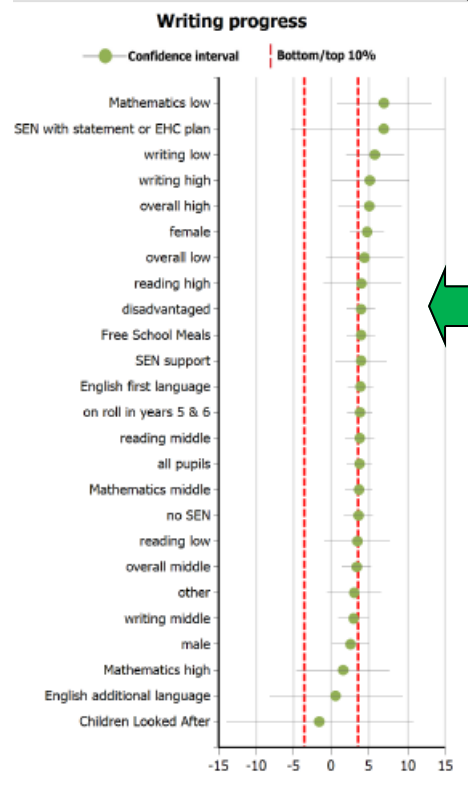 Writing progress
Confidence interval
Bottom/top 10%
Mathematics low
SEN with statement or EHC plan
writing low
writing high
overall high
female
overall low
reading high
disadvantaged
Free School Meals
SEN support
English first language
on roll in years 5 & 6
reading middle
all pupils
Mathematics middle
no SEN
reading low
overall middle
other
writing middle
male
Mathematics high
English additional language
Children Looked After
-15 -10 -5 0 5 10 15